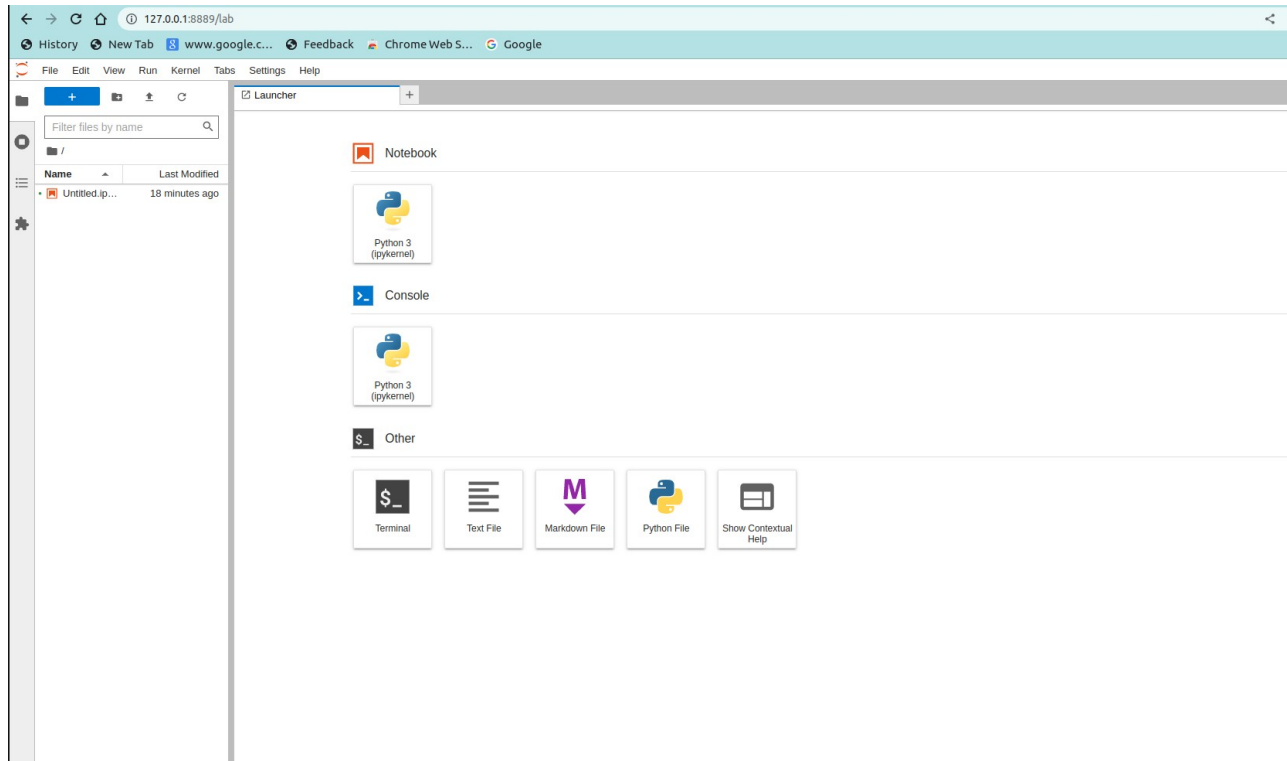 127.0.0.1:8889/lab
History New Tab www.google.c... Feedback Chrome Web S... Google
File Edit View Run Kernel Tabs Settings Help
Launcher
Filter files by name
/
Name Last Modified
Untitled.ip... 18 minutes ago
Notebook
Python 3
(ipykernel)
Console
Python 3
(ipykernel)
$_ Other
$_
M
Terminal Text File Markdown File Python File Show Contextual
Help